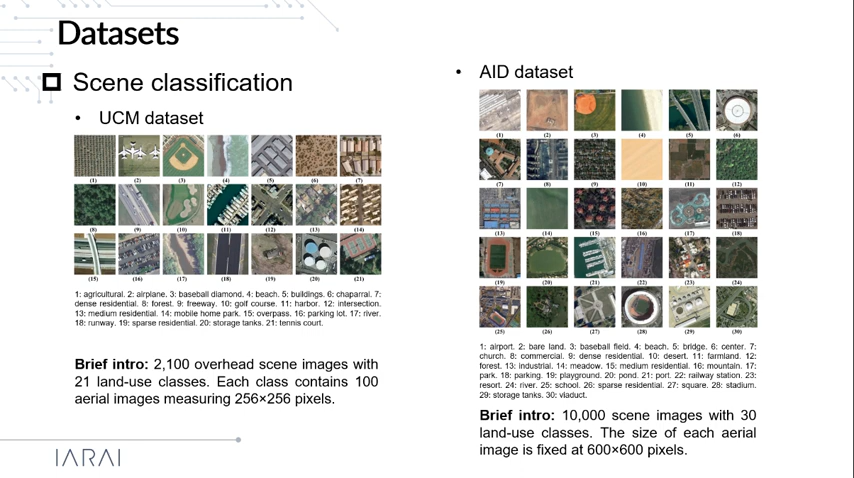 Datasets
Scene classification
• UCM dataset
(1) (2) (3) (4) (5) (6) (7)
(8) (9) (10) (11) (12) (13) (14)
(15) (16) (17) (18) (19) (20) (21)
1: agricultural. 2: airplane. 3: baseball diamond. 4: beach. 5: buildings. 6: chaparral. 7:
dense residential. 8: forest. 9: freeway. 10: golf course. 11: harbor. 12: intersection.
13: medium residential. 14: mobile home park. 15: overpass. 16: parking lot. 17: river.
18: runway. 19: sparse residential. 20: storage tanks. 21: tennis court.
Brief intro: 2,100 overhead scene images with
21 land-use classes. Each class contains 100
aerial images measuring 256×256 pixels.
• AID dataset
(1) (2) (3) (4) (5) (6)
(7) (8) (9) (10) (11) (12)
(13) (14) (15) (16) (17) (18)
(19) (20) (21) (22) (23) (24)
(25) (26) (27) (28) (29) (30)
1: airport. 2: bare land. 3: baseball field. 4: beach. 5: bridge. 6: center. 7:
church. 8: commercial. 9: dense residential. 10: desert. 11: farmland. 12:
forest. 13: industrial. 14: meadow. 15: medium residential. 16: mountain. 17:
park. 18: parking. 19: playground. 20: pond. 21: port. 22: railway station. 23:
resort. 24: river. 25: school. 26: sparse residential. 27: square. 28: stadium.
29: storage tanks. 30: viaduct.
Brief intro: 10,000 scene images with 30
land-use classes. The size of each aerial
image is fixed at 600×600 pixels.
IARAI